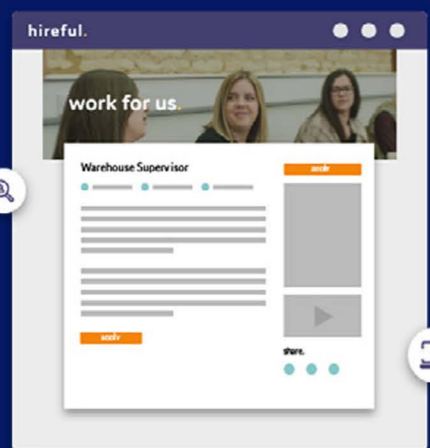 hireful.
work for us.
Warehouse Supervisor
apply
apply
share.